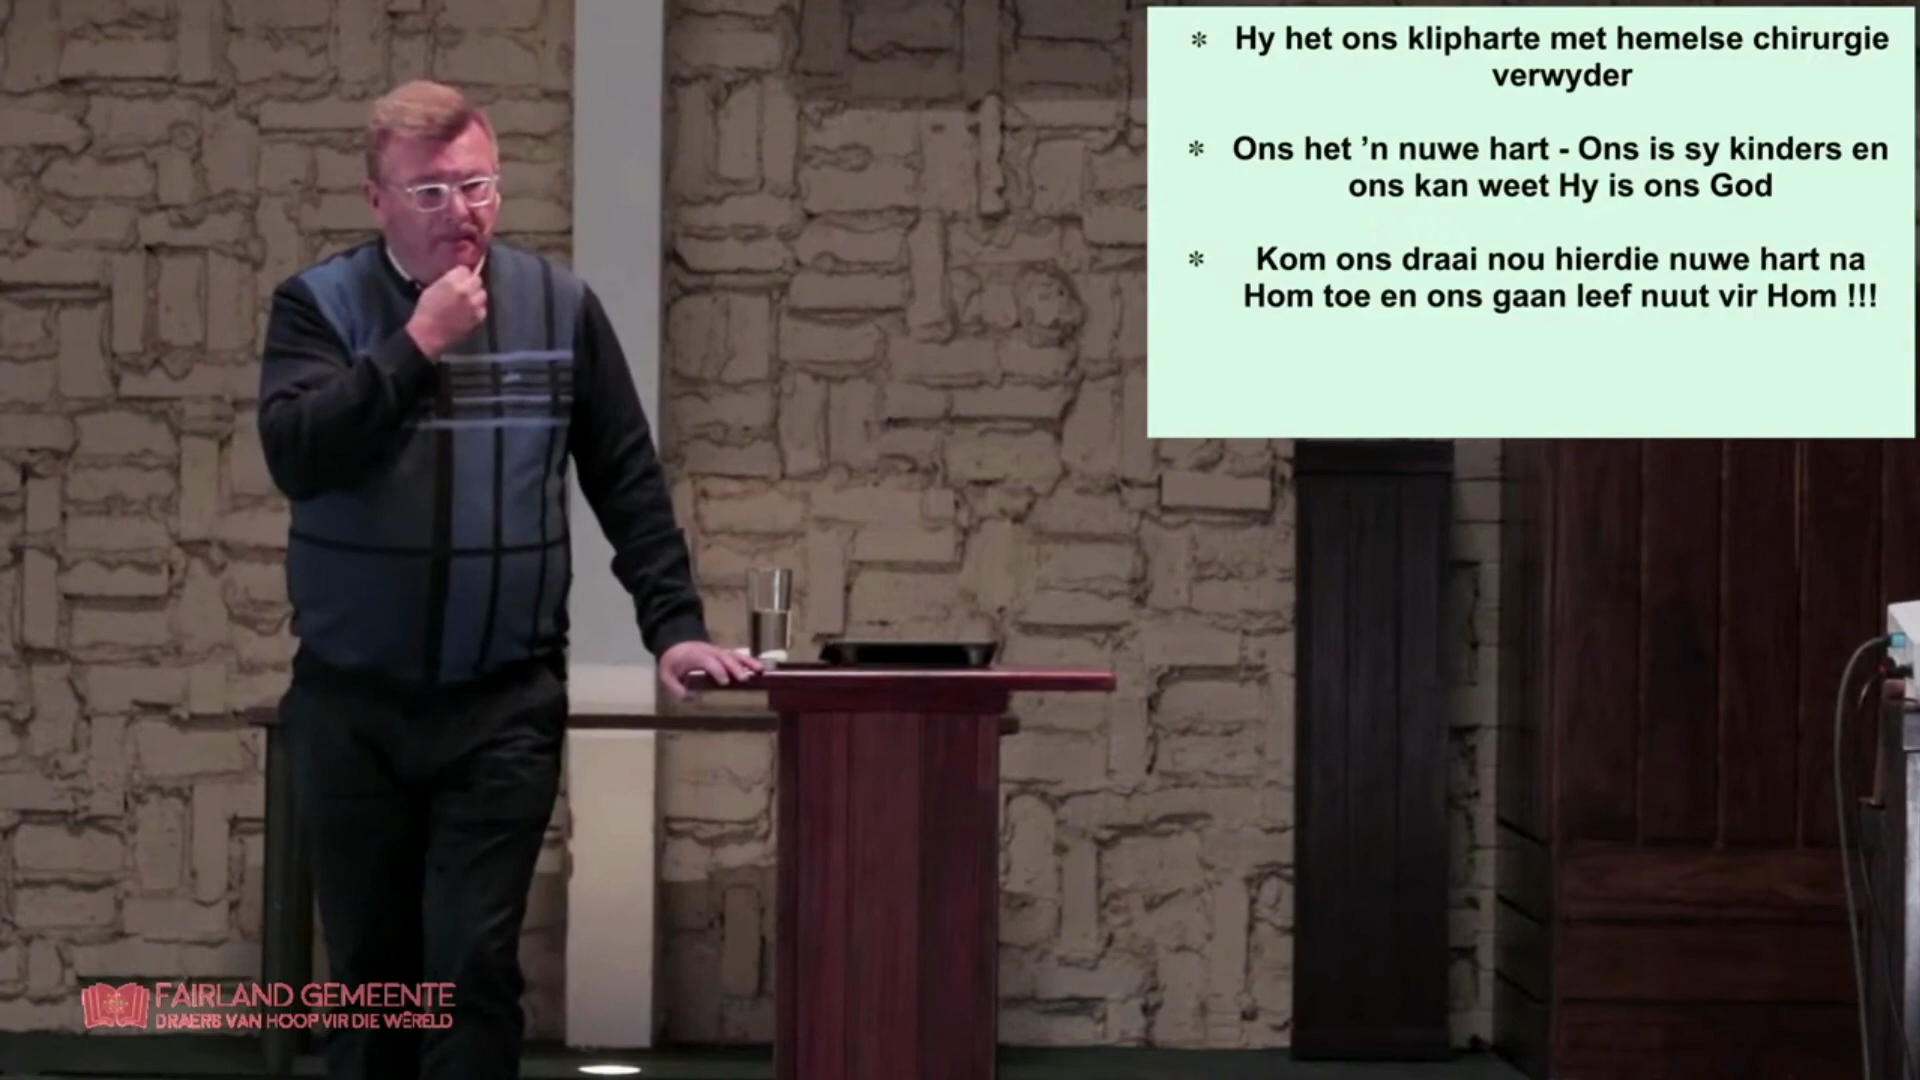 * Hy het ons klipharte met hemelse chirurgie
verwyder
* Ons het ’n nuwe hart - Ons is sy kinders en
ons kan weet Hy is ons God
* Kom ons draai nou hierdie nuwe hart na
Hom toe en ons gaan leef nuut vir Hom !!!
FAIRLAND GEMEENTE
DRAERS VAN HOOP VIR DIE WÊRELD